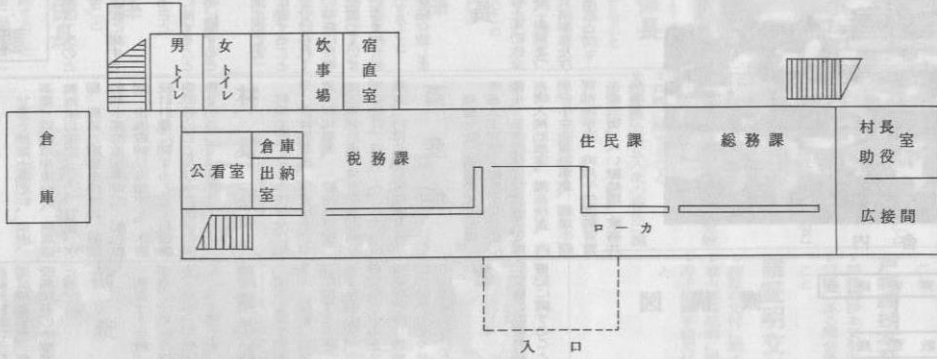 男トイレ
女トイレ
炊事場
宿直室
倉庫
公看室
倉庫
出納室
税務課
住民課
総務課
村長室
助役
広接間
ローカ
入口